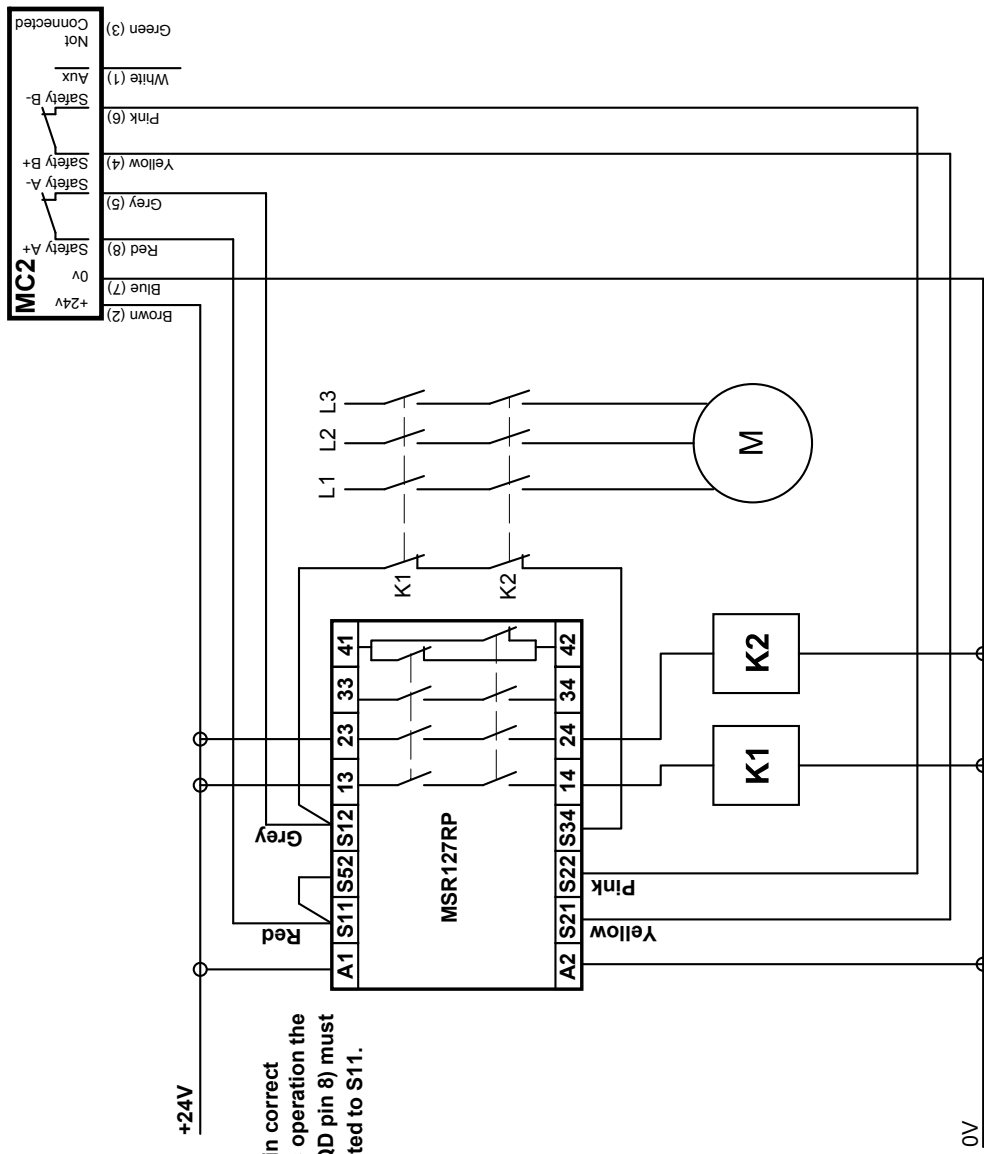 MC2
+24v
0v
Safety A+
Safety A-
Safety B+
Safety B-
Aux
Not
Connected
Brown (2)
Blue (7)
Red (8)
Grey (5)
Yellow (4)
Pink (6)
White (1)
Green (3)
+24V
in correct
operation the
QD pin 8) must
ted to S11.
Red
Grey
A1 S11 S52 S12 13 23 33 41
MSR127RP
A2 S21 S22 S34 14 24 34 42
Yellow
Pink
K1
K2
L1 L2 L3
M
K1
K2
0V